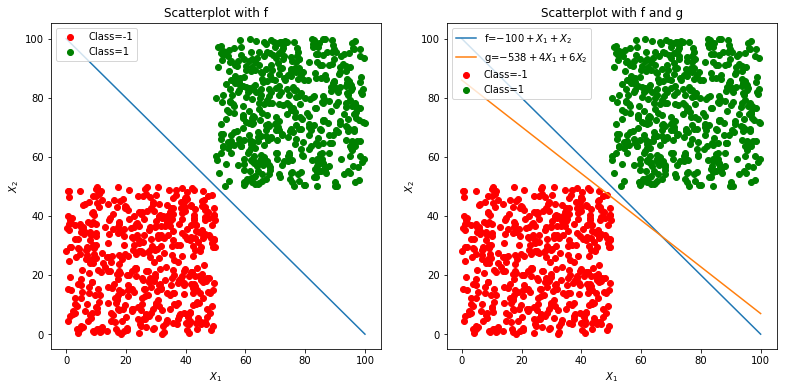 Scatterplot with f
Class=-1
Class=1
100
80
60
40
20
0
X₂
0 20 40 60 80 100
X₁
Scatterplot with f and g
f=−100 + X₁ + X₂
g=−538 + 4X₁ + 6X₂
Class=-1
Class=1
100
80
60
40
20
0
X₂
0 20 40 60 80 100
X₁